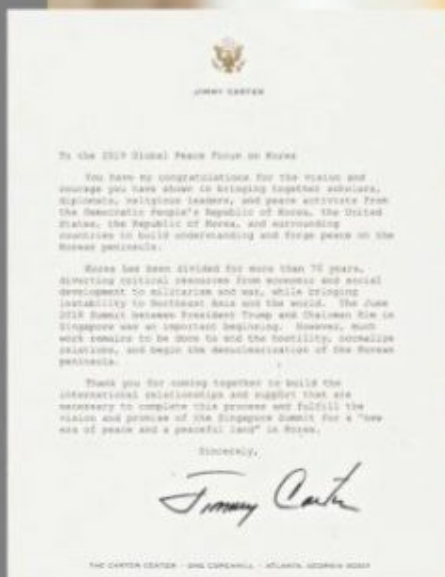 JIMMY CARTER
To the 2019 Global Peace Forum on Korea
You have my congratulations for the vision and
courage you have shown in bringing together scholars,
diplomats, religious leaders, and peace activists from
the Democratic People's Republic of Korea, the United
States, the Republic of Korea, and surrounding
countries to build understanding and forge peace on the
Korean peninsula.
Korea has been divided for more than 70 years,
diverting critical resources from economic and social
development to militarism and war, while bringing
instability to Northeast Asia and the world. The June
2018 Summit between President Trump and Chairman Kim in
Singapore was an important beginning. However, much
work remains to be done to end the hostility, normalize
relations, and begin the denuclearization of the Korean
peninsula.
Thank you for coming together to build the
international relationships and support that are
necessary to complete this process and fulfill the
vision and promise of the Singapore Summit for a "new
era of peace and a peaceful land" in Korea.
Sincerely,
Jimmy Carter
THE CARTER CENTER · ONE COPENHILL · ATLANTA, GEORGIA 30307